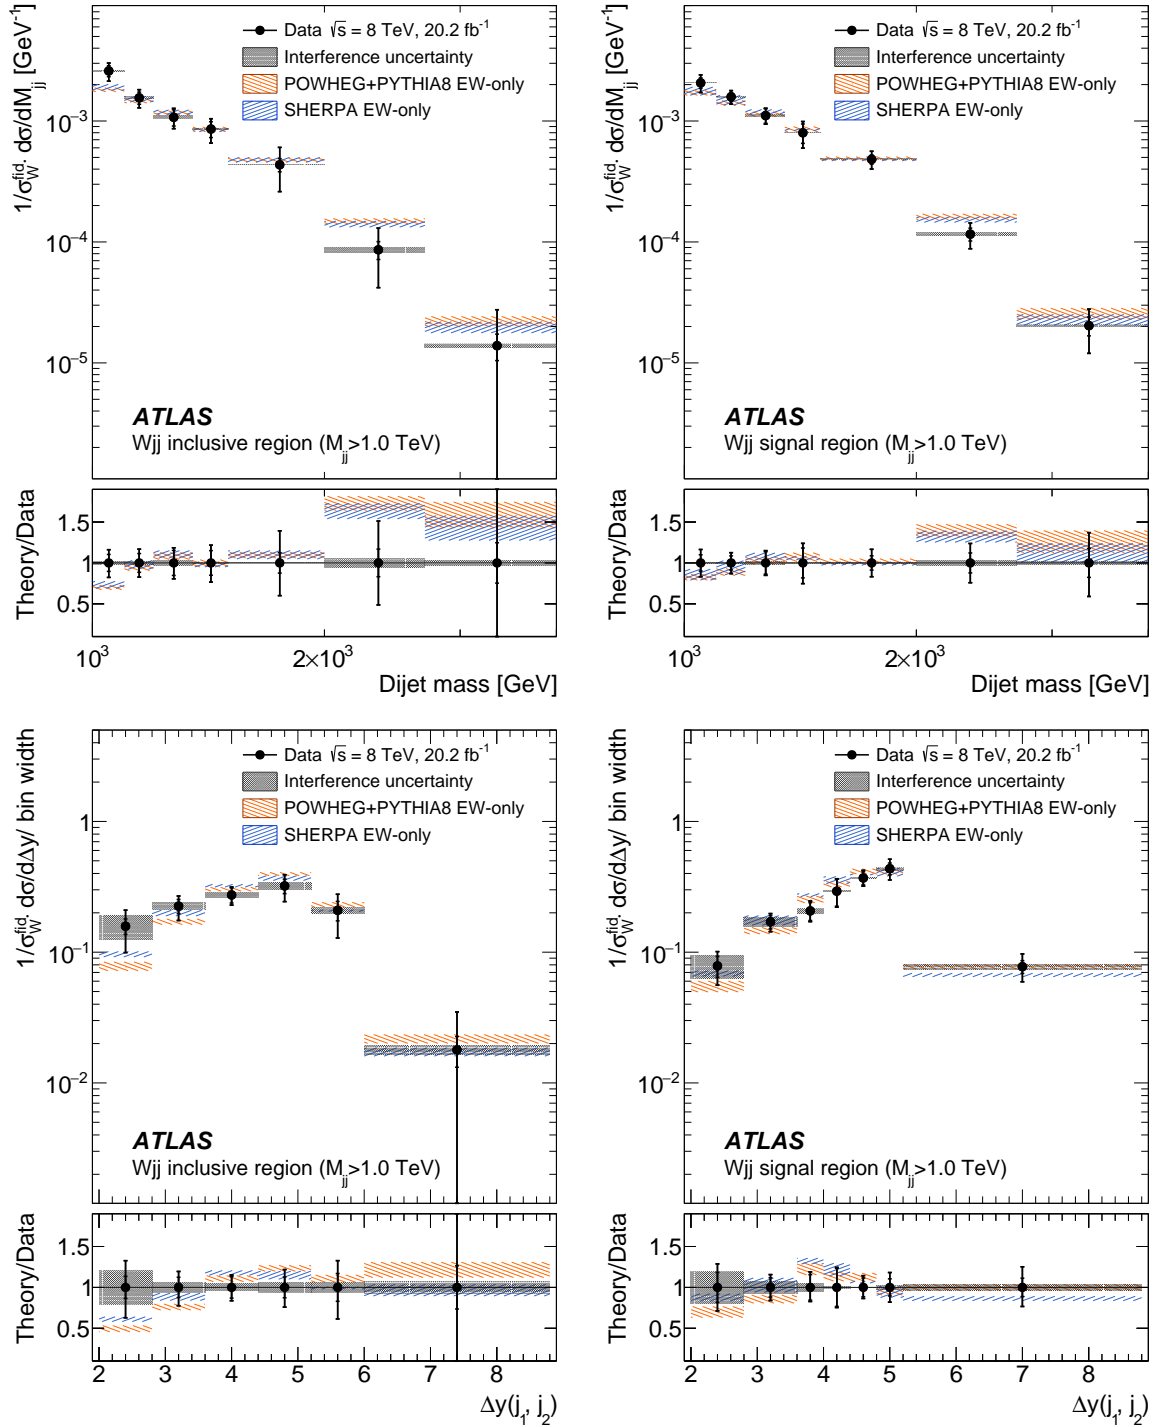 1/σ_W^fid. dσ/dM_jj [GeV⁻¹]
10⁻³
10⁻⁴
10⁻⁵
Data √s = 8 TeV, 20.2 fb⁻¹
Interference uncertainty
POWHEG+PYTHIA8 EW-only
SHERPA EW-only
ATLAS
Wjj inclusive region (M_jj>1.0 TeV)
Theory/Data
1.5
1
0.5
10³
2×10³
Dijet mass [GeV]
1/σ_W^fid. dσ/dM_jj [GeV⁻¹]
10⁻³
10⁻⁴
10⁻⁵
Data √s = 8 TeV, 20.2 fb⁻¹
Interference uncertainty
POWHEG+PYTHIA8 EW-only
SHERPA EW-only
ATLAS
Wjj signal region (M_jj>1.0 TeV)
Theory/Data
1.5
1
0.5
10³
2×10³
Dijet mass [GeV]
1/σ_W^fid. dσ/dΔy/ bin width
1
10⁻¹
10⁻²
Data √s = 8 TeV, 20.2 fb⁻¹
Interference uncertainty
POWHEG+PYTHIA8 EW-only
SHERPA EW-only
ATLAS
Wjj inclusive region (M_jj>1.0 TeV)
Theory/Data
1.5
1
0.5
2 3 4 5 6 7 8
Δy(j₁, j₂)
1/σ_W^fid. dσ/dΔy/ bin width
1
10⁻¹
10⁻²
Data √s = 8 TeV, 20.2 fb⁻¹
Interference uncertainty
POWHEG+PYTHIA8 EW-only
SHERPA EW-only
ATLAS
Wjj signal region (M_jj>1.0 TeV)
Theory/Data
1.5
1
0.5
2 3 4 5 6 7 8
Δy(j₁, j₂)